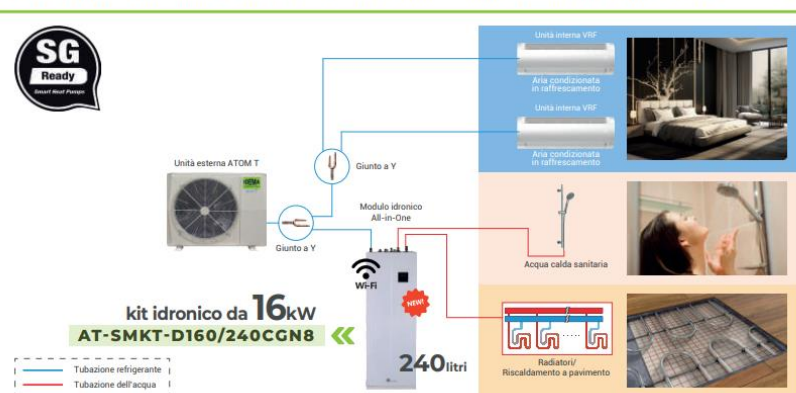 SG
Ready
Smart Heat Pumps
Unità interna VRF
Aria condizionata
in raffrescamento
Unità interna VRF
Aria condizionata
in raffrescamento
Unità esterna ATOM T
Giunto a Y
Giunto a Y
Modulo idronico
All-in-One
Wi-Fi
NEW!
Acqua calda sanitaria
kit idronico da 16kW
AT-SMKT-D160/240CGN8
240litri
Radiatori/
Riscaldamento a pavimento
Tubazione refrigerante
Tubazione dell'acqua